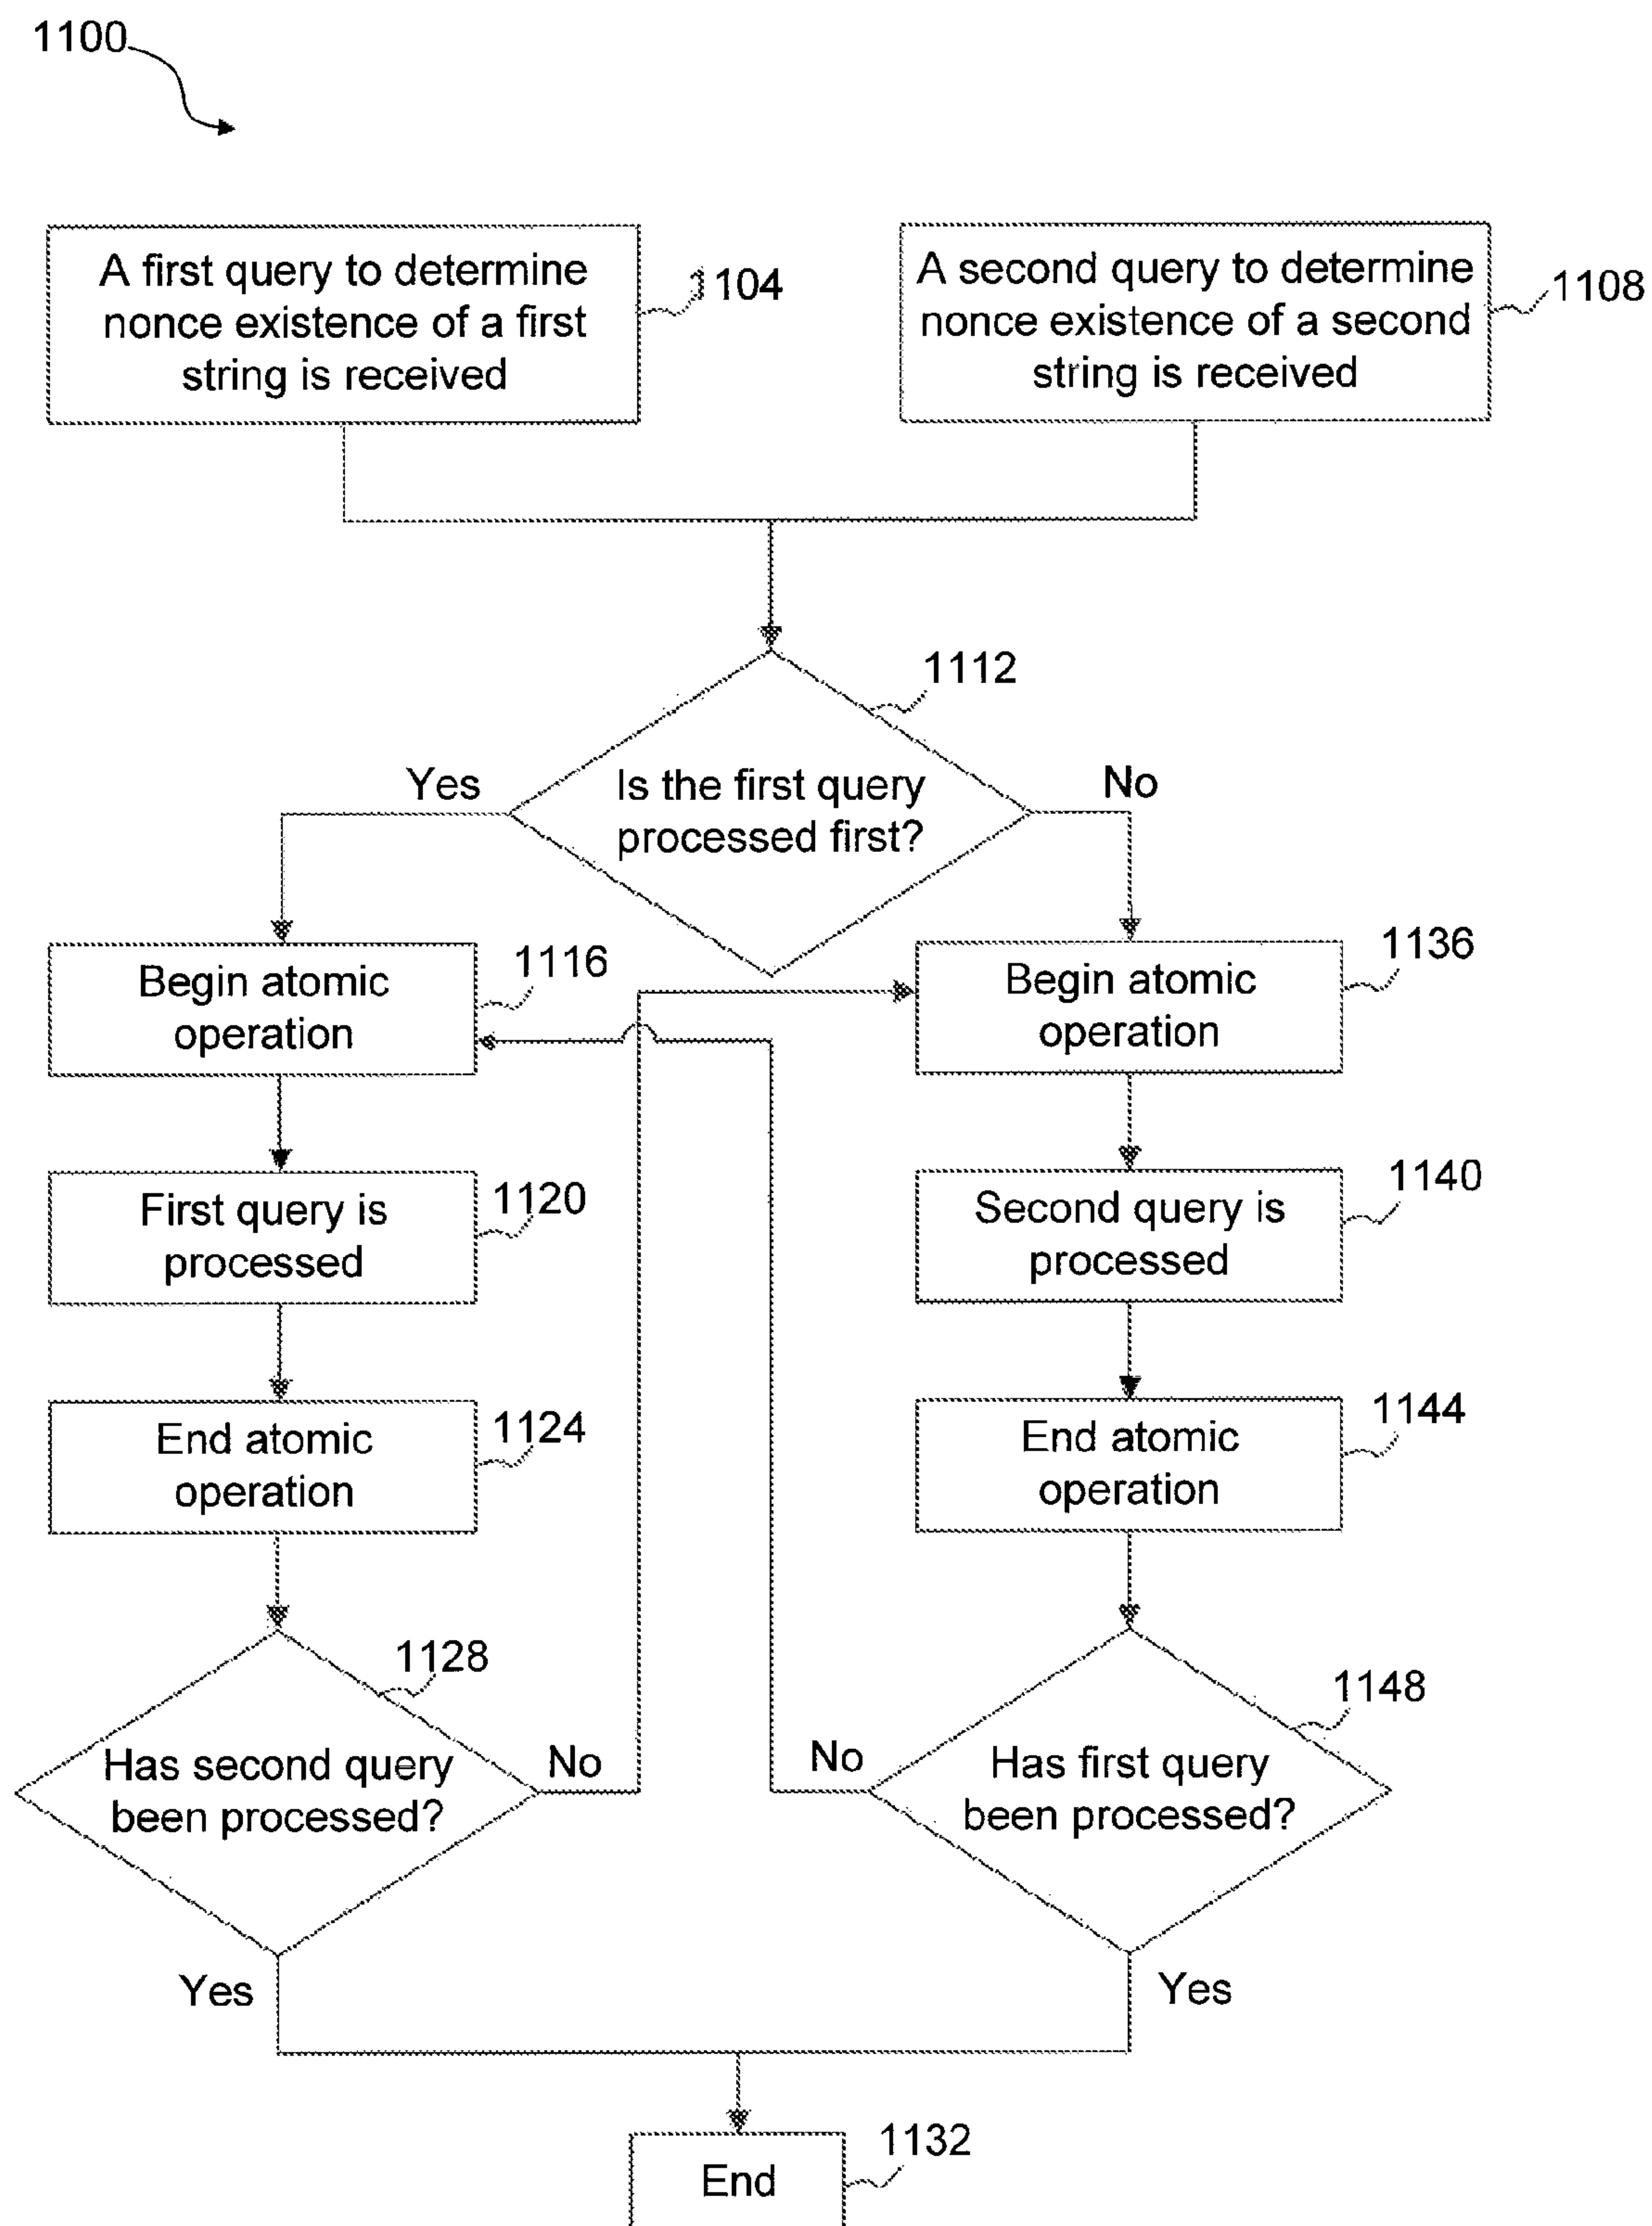 1100
A first query to determine
nonce existence of a first
string is received
1104
A second query to determine
nonce existence of a second
string is received
1108
1112
Is the first query
processed first?
Yes
No
Begin atomic
operation
1116
Begin atomic
operation
1136
First query is
processed
1120
Second query is
processed
1140
End atomic
operation
1124
End atomic
operation
1144
1128
Has second query
been processed?
No
Yes
1148
Has first query
been processed?
No
Yes
1132
End